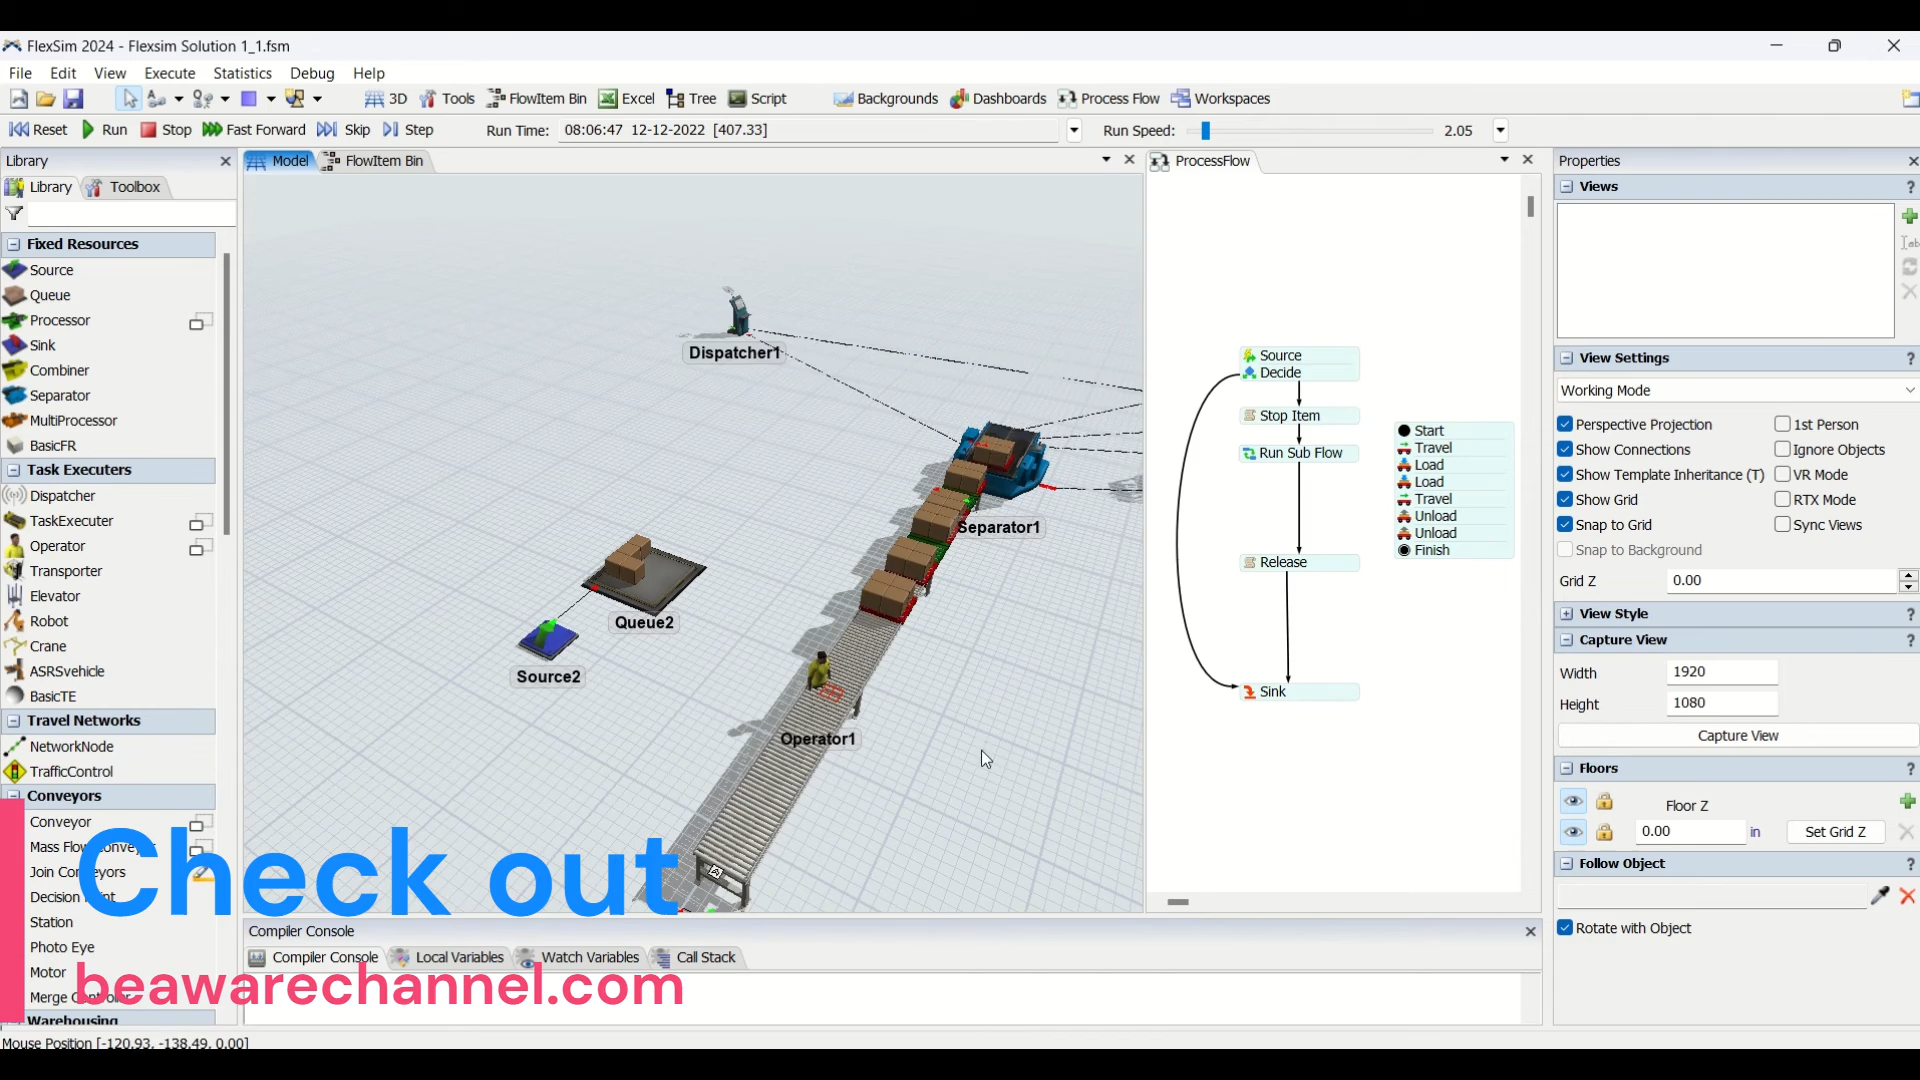 FlexSim 2024 - Flexsim Solution 1_1.fsm
File Edit View Execute Statistics Debug Help
3D Tools FlowItem Bin Excel Tree Script Backgrounds Dashboards Process Flow Workspaces
Reset Run Stop Fast Forward Skip Step Run Time: 08:06:47 12-12-2022 [407.33] Run Speed: 2.05
Library
Library Toolbox
Fixed Resources
Source
Queue
Processor
Sink
Combiner
Separator
MultiProcessor
BasicFR
Task Executers
Dispatcher
TaskExecuter
Operator
Transporter
Elevator
Robot
Crane
ASRSvehicle
BasicTE
Travel Networks
NetworkNode
TrafficControl
Conveyors
Conveyor
Station
Photo Eye
Motor
Warehousing
Model FlowItem Bin
Dispatcher1
Separator1
Queue2
Source2
Operator1
ProcessFlow
Source
Decide
Stop Item
Run Sub Flow
Release
Sink
Start
Travel
Load
Load
Travel
Unload
Unload
Finish
Properties
Views
View Settings
Working Mode
Perspective Projection 1st Person
Show Connections Ignore Objects
Show Template Inheritance (T) VR Mode
Show Grid RTX Mode
Snap to Grid Sync Views
Snap to Background
Grid Z 0.00
View Style
Capture View
Width 1920
Height 1080
Capture View
Floors
Floor Z
0.00 in Set Grid Z
Follow Object
Rotate with Object
Compiler Console
Compiler Console Local Variables Watch Variables Call Stack
Check out
beawarechannel.com
Mouse Position [-120.93, -138.49, 0.00]